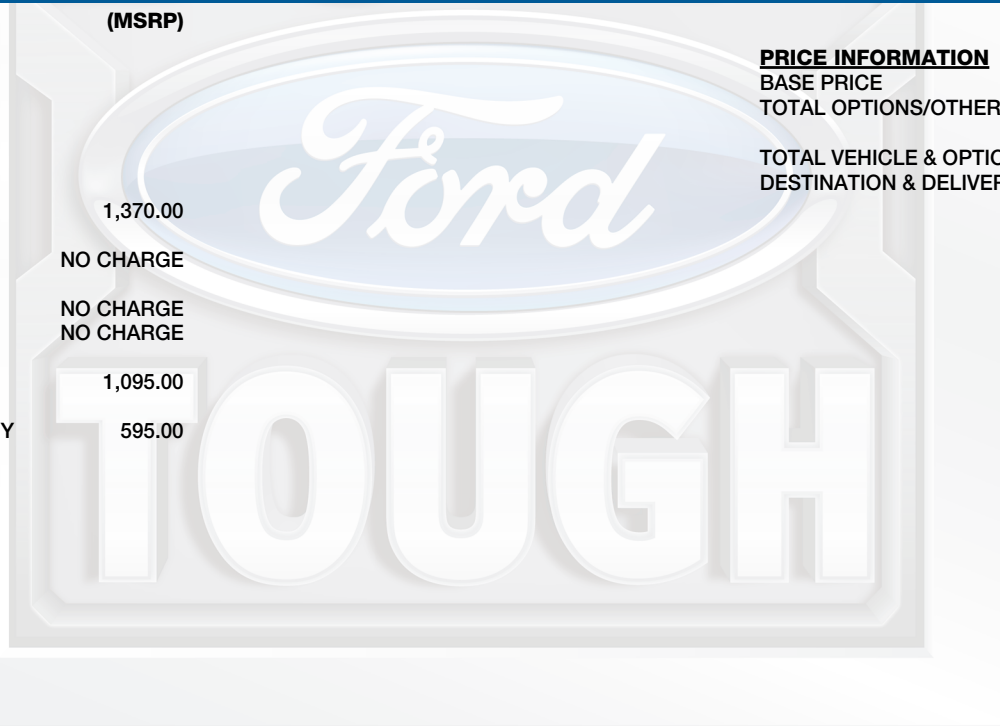 (MSRP)
1,370.00
NO CHARGE
NO CHARGE
NO CHARGE
1,095.00
Y 595.00
PRICE INFORMATION
BASE PRICE
TOTAL OPTIONS/OTHER
TOTAL VEHICLE & OPTIO
DESTINATION & DELIVER
Ford
TOUGH